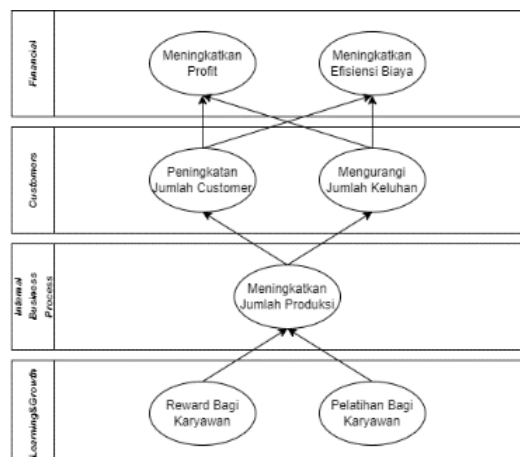 Financial
Meningkatkan
Profit
Meningkatkan
Efisiensi Biaya
Customers
Peningkatan
Jumlah Customer
Mengurangi
Jumlah Keluhan
Internal
Business
Process
Meningkatkan
Jumlah Produksi
Learning&Growth
Reward Bagi
Karyawan
Pelatihan Bagi
Karyawan